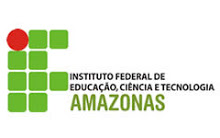 INSTITUTO FEDERAL DE
EDUCAÇÃO, CIÊNCIA E TECNOLOGIA
AMAZONAS